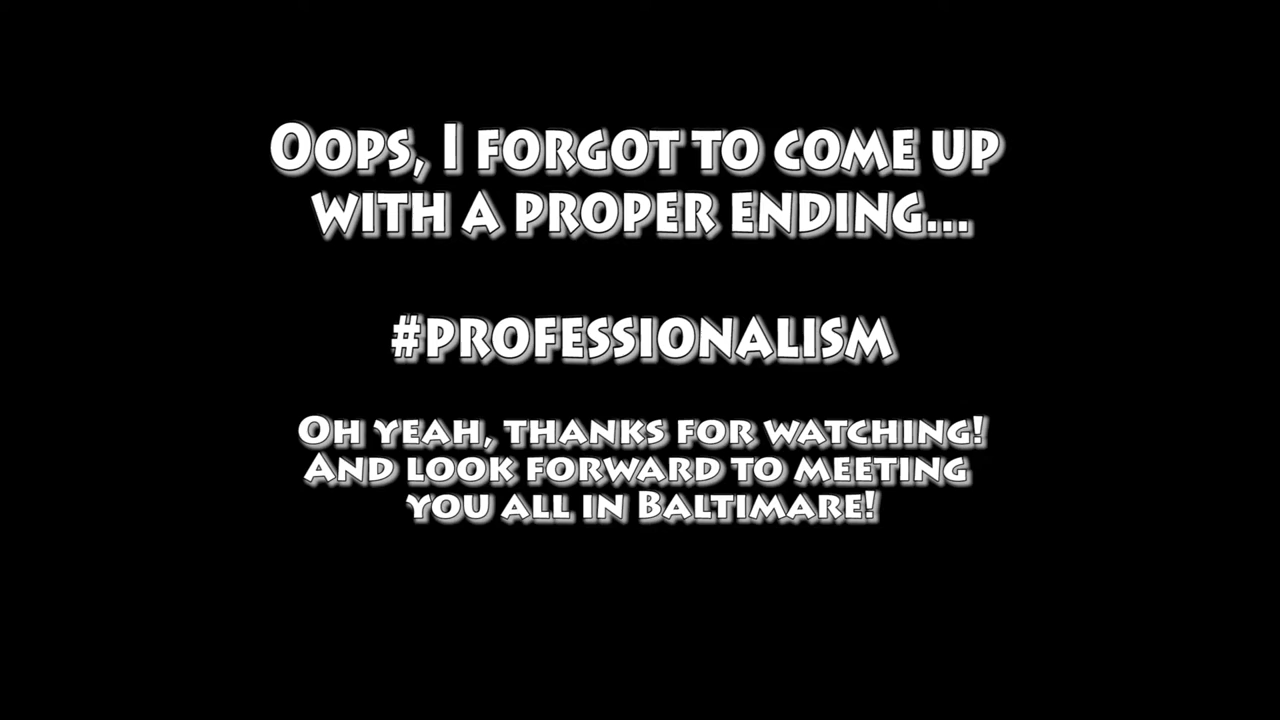 Oops, I forgot to come up
with a proper ending...
#professionalism
Oh yeah, thanks for watching!
And look forward to meeting
you all in Baltimare!